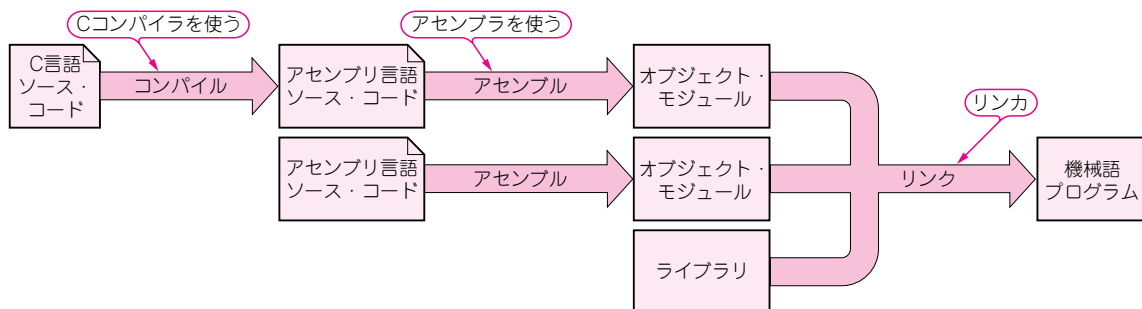 Cコンパイラを使う
アセンブラを使う
C言語
ソース・
コード
コンパイル
アセンブリ言語
ソース・コード
アセンブル
オブジェクト・
モジュール
リンカ
アセンブリ言語
ソース・コード
アセンブル
オブジェクト・
モジュール
リンク
機械語
プログラム
ライブラリ